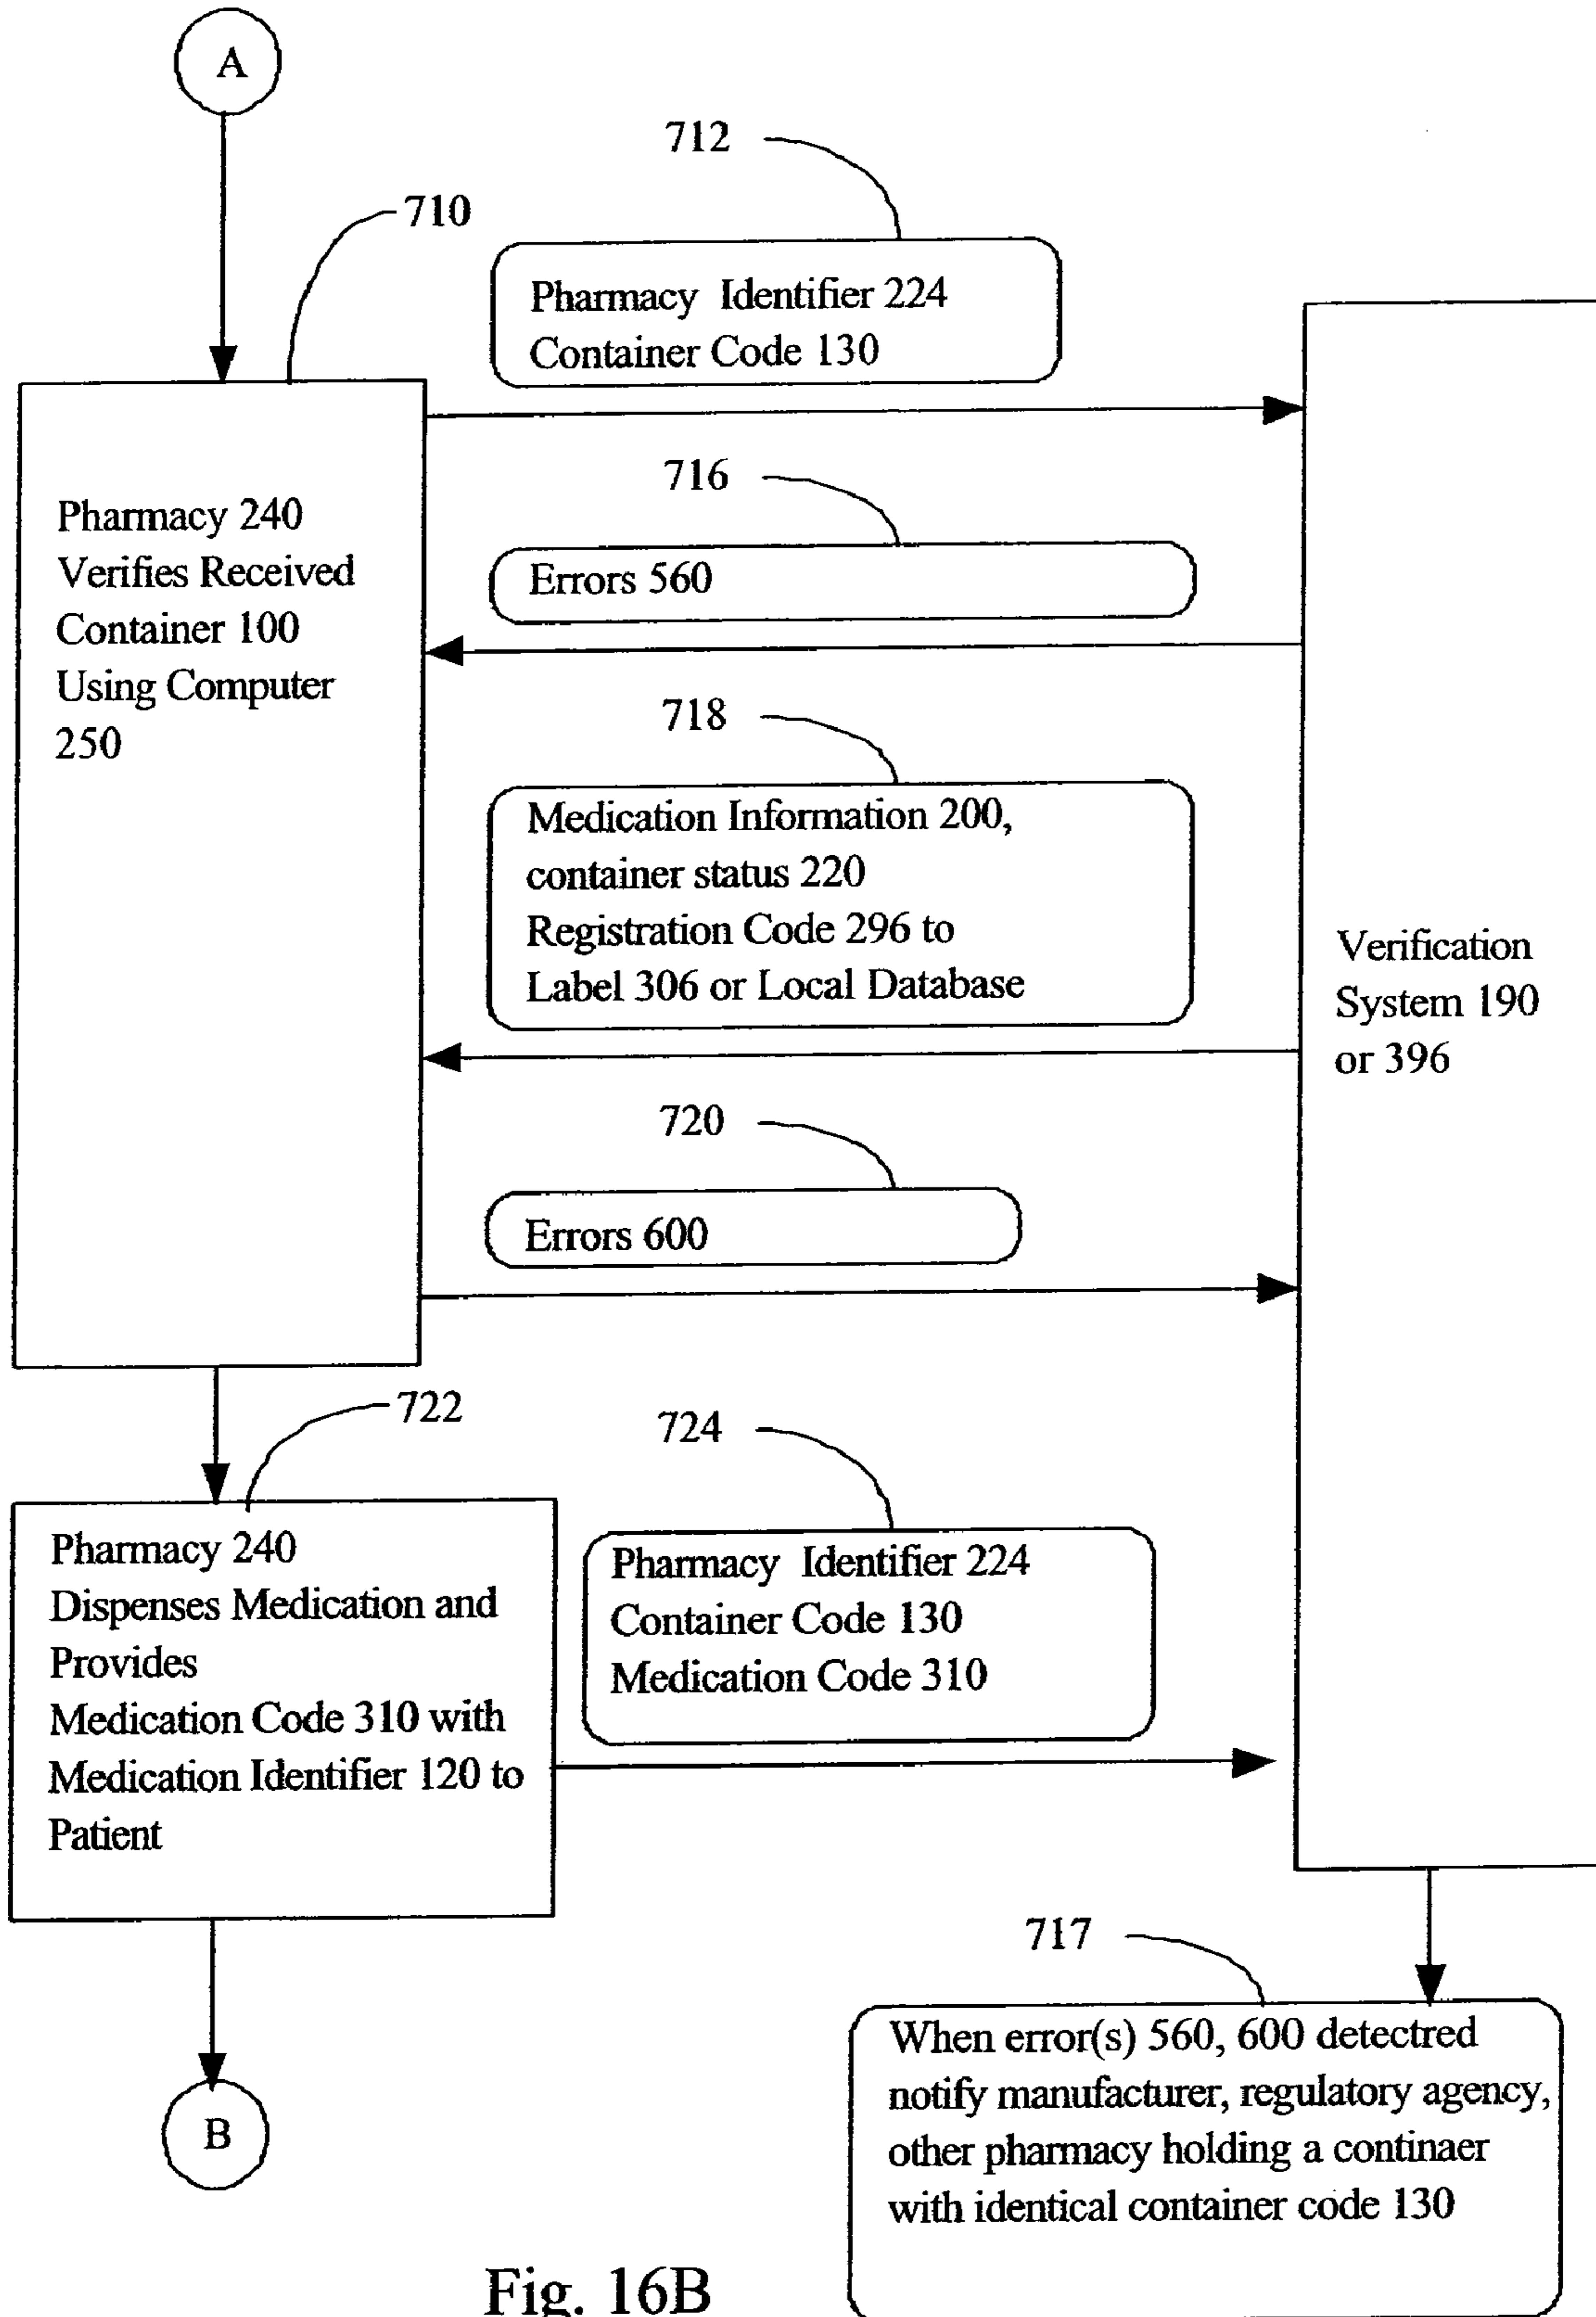 A
712
710
Pharmacy Identifier 224
Container Code 130
716
Pharmacy 240
Verifies Received
Container 100
Using Computer
250
Errors 560
718
Medication Information 200,
container status 220
Registration Code 296 to
Label 306 or Local Database
Verification
System 190
or 396
720
Errors 600
722
724
Pharmacy 240
Dispenses Medication and
Provides
Medication Code 310 with
Medication Identifier 120 to
Patient
Pharmacy Identifier 224
Container Code 130
Medication Code 310
717
When error(s) 560, 600 detectred
notify manufacturer, regulatory agency,
other pharmacy holding a continaer
with identical container code 130
B
Fig. 16B